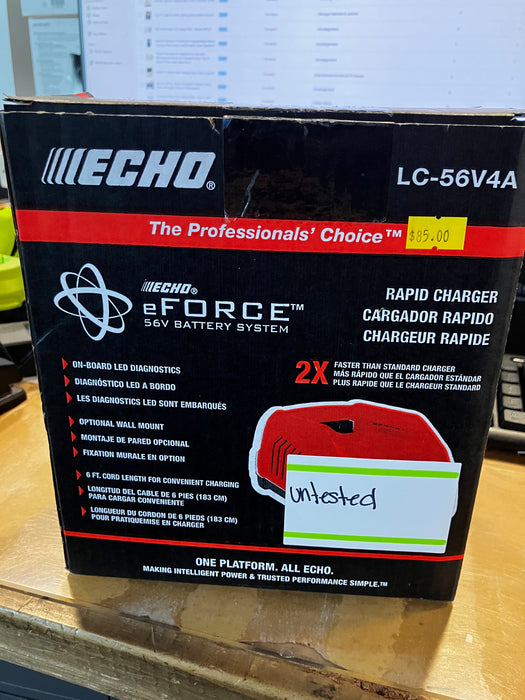 ECHO®
LC-56V4A
The Professionals' Choice™
$85.00
ECHO®
eFORCE™
56V BATTERY SYSTEM
RAPID CHARGER
CARGADOR RAPIDO
CHARGEUR RAPIDE
2X FASTER THAN STANDARD CHARGER
MÁS RÁPIDO QUE EL CARGADOR ESTÁNDAR
PLUS RAPIDE QUE LE CHARGEUR STANDARD
ON-BOARD LED DIAGNOSTICS
DIAGNÓSTICO LED A BORDO
LES DIAGNOSTICS LED SONT EMBARQUÉS
OPTIONAL WALL MOUNT
MONTAJE DE PARED OPCIONAL
FIXATION MURALE EN OPTION
6 FT. CORD LENGTH FOR CONVENIENT CHARGING
LONGITUD DEL CABLE DE 6 PIES (183 CM)
PARA CARGAR CONVENIENTE
LONGUEUR DU CORDON DE 6 PIEDS (183 CM)
POUR PRATIQUEMISE EN CHARGER
untested
ONE PLATFORM. ALL ECHO.
MAKING INTELLIGENT POWER & TRUSTED PERFORMANCE SIMPLE.™